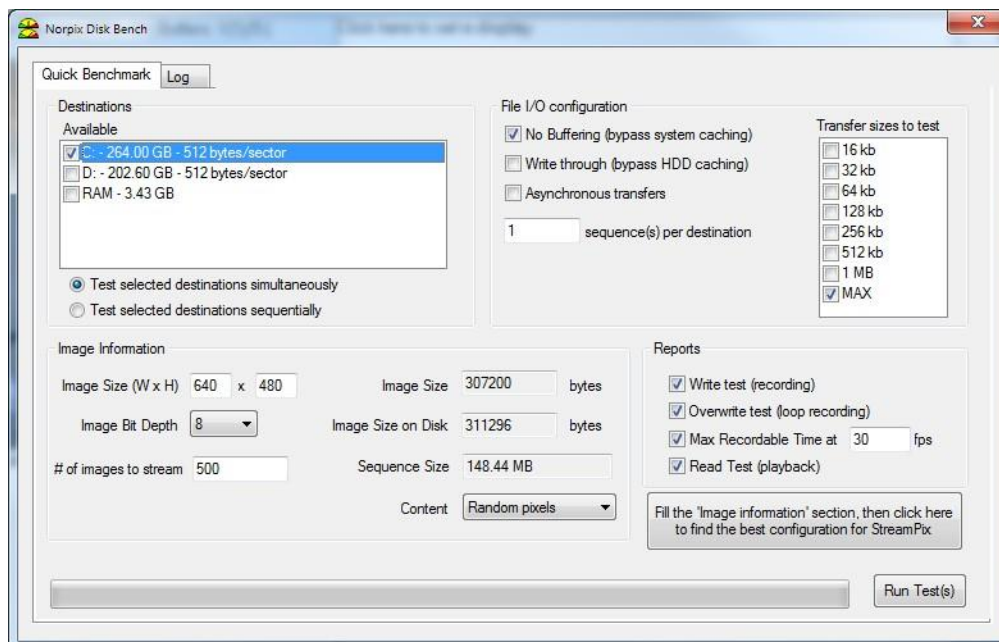 Norpix Disk Bench
Quick Benchmark
Log
Destinations
Available
C: - 264.00 GB - 512 bytes/sector
D: - 202.60 GB - 512 bytes/sector
RAM - 3.43 GB
Test selected destinations simultaneously
Test selected destinations sequentially
File I/O configuration
No Buffering (bypass system caching)
Write through (bypass HDD caching)
Asynchronous transfers
1 sequence(s) per destination
Transfer sizes to test
16 kb
32 kb
64 kb
128 kb
256 kb
512 kb
1 MB
MAX
Image Information
Image Size (W x H) 640 x 480
Image Bit Depth 8
# of images to stream 500
Image Size 307200 bytes
Image Size on Disk 311296 bytes
Sequence Size 148.44 MB
Content Random pixels
Reports
Write test (recording)
Overwrite test (loop recording)
Max Recordable Time at 30 fps
Read Test (playback)
Fill the 'Image information' section, then click here
to find the best configuration for StreamPix
Run Test(s)